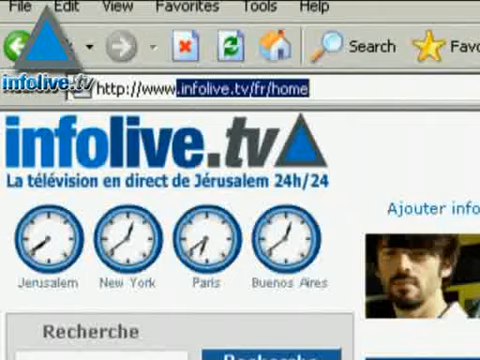 File Edit View Favorites Tools Help
Search
infolive.tv
http://www.infolive.tv/fr/home
infolive.tv
La télévision en direct de Jérusalem 24h/24
Ajouter info
Jerusalem New York Paris Buenos Aires
Recherche
Recherche